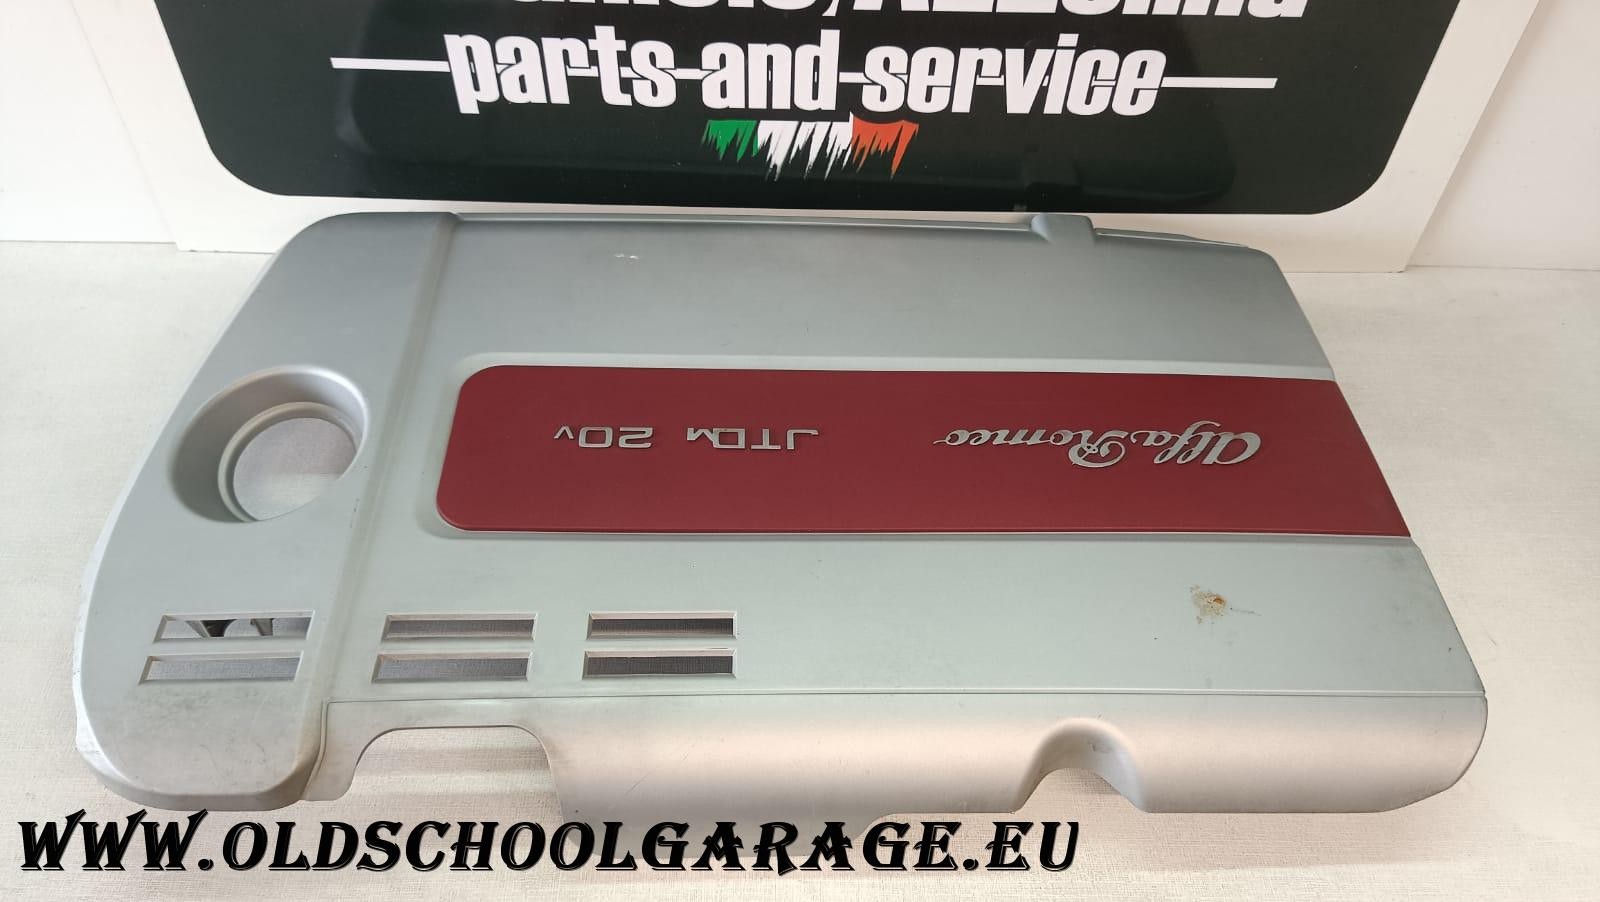 parts and service
Alfa Romeo JTDM 20V
WWW.OLDSCHOOLGARAGE.EU